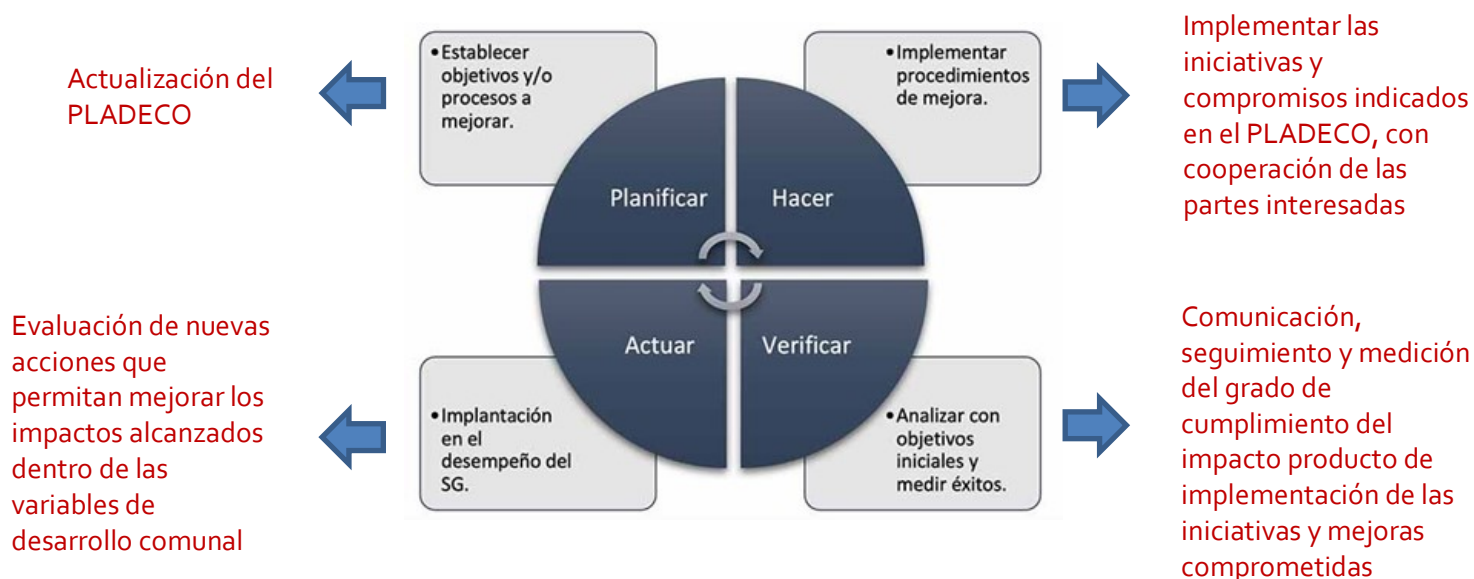 Actualización del
PLADECO
•Establecer
objetivos y/o
procesos a
mejorar.
•Implementar
procedimientos
de mejora.
Implementar las
iniciativas y
compromisos indicados
en el PLADECO, con
cooperación de las
partes interesadas
Planificar
Hacer
Actuar
Verificar
Evaluación de nuevas
acciones que
permitan mejorar los
impactos alcanzados
dentro de las
variables de
desarrollo comunal
•Implantación
en el
desempeño del
SG.
•Analizar con
objetivos
iniciales y
medir éxitos.
Comunicación,
seguimiento y medición
del grado de
cumplimiento del
impacto producto de
implementación de las
iniciativas y mejoras
comprometidas